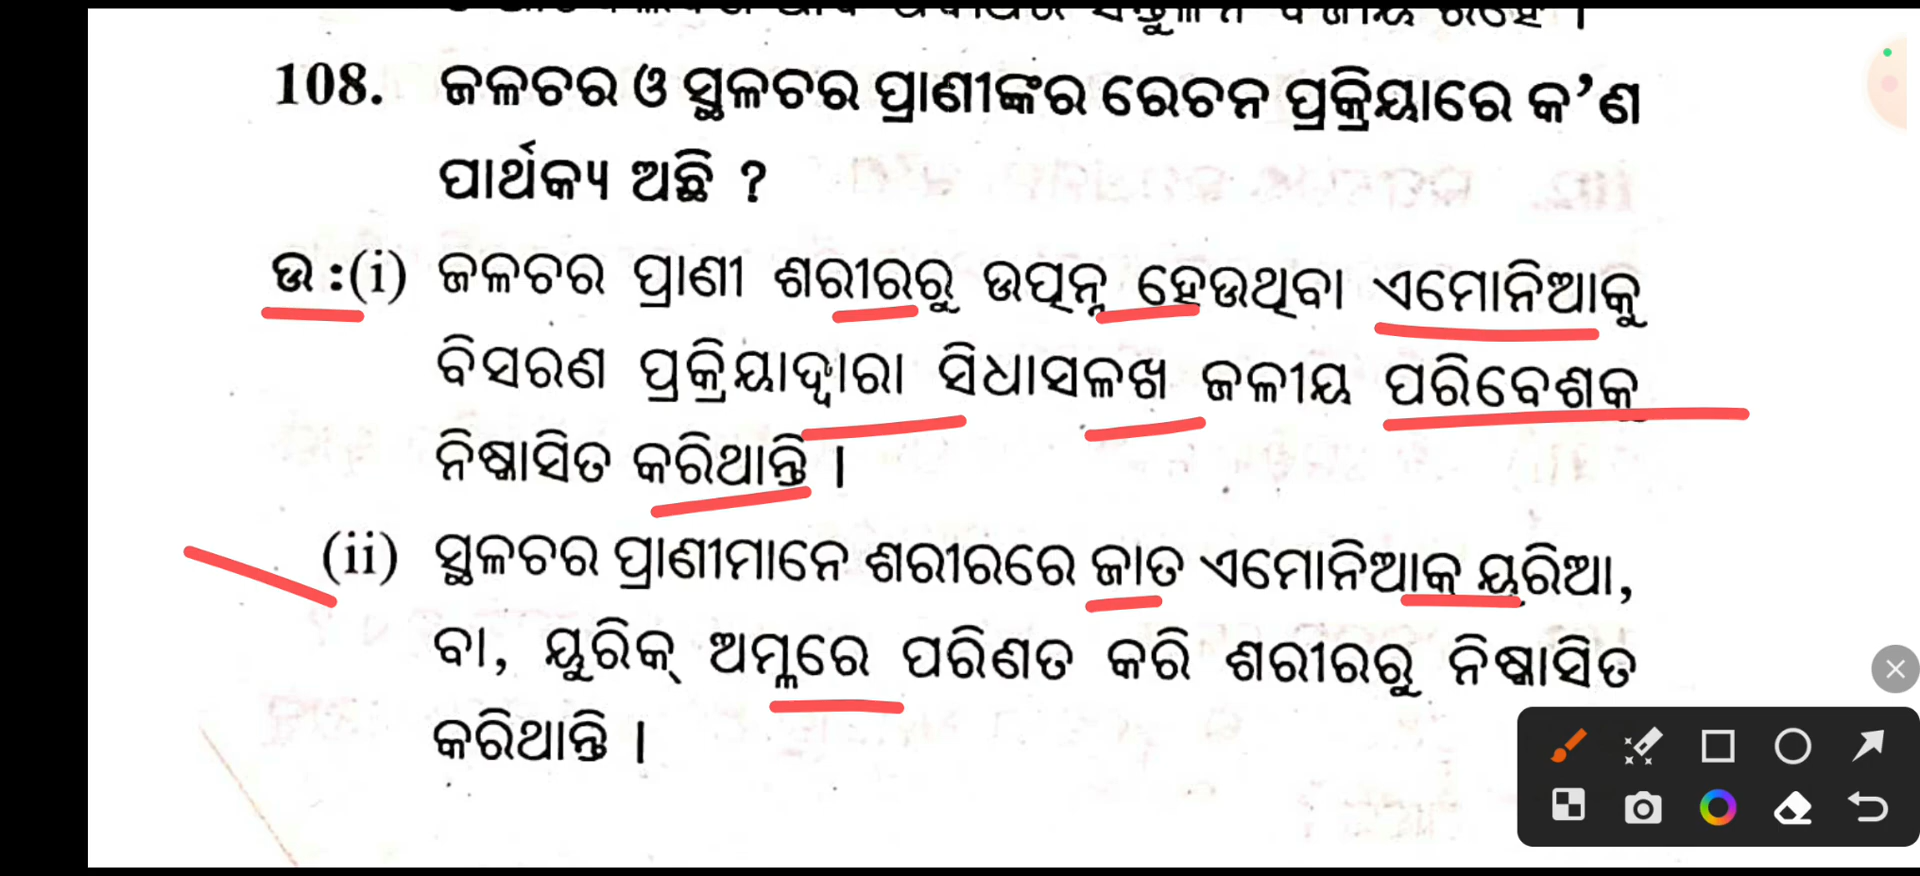 108. ଜଳଚର ଓ ସ୍ଥଳଚର ପ୍ରାଣୀଙ୍କର ରେଚନ ପ୍ରକ୍ରିୟାରେ କ’ଣ
ପାର୍ଥକ୍ୟ ଅଛି ?
ଉ :(i) ଜଳଚର ପ୍ରାଣୀ ଶରୀରରୁ ଉତ୍ପନ୍ନ ହେଉଥିବା ଏମୋନିଆକୁ
ବିସରଣ ପ୍ରକ୍ରିୟାଦ୍ୱାରା ସିଧାସଳଖ ଜଳୀୟ ପରିବେଶକୁ
ନିଷ୍କାସିତ କରିଥାନ୍ତି ।
(ii) ସ୍ଥଳଚର ପ୍ରାଣୀମାନେ ଶରୀରରେ ଜାତ ଏମୋନିଆକୁ ୟୁରିଆ,
ବା, ୟୁରିକ୍ ଅମ୍ଳରେ ପରିଣତ କରି ଶରୀରରୁ ନିଷ୍କାସିତ
କରିଥାନ୍ତି ।